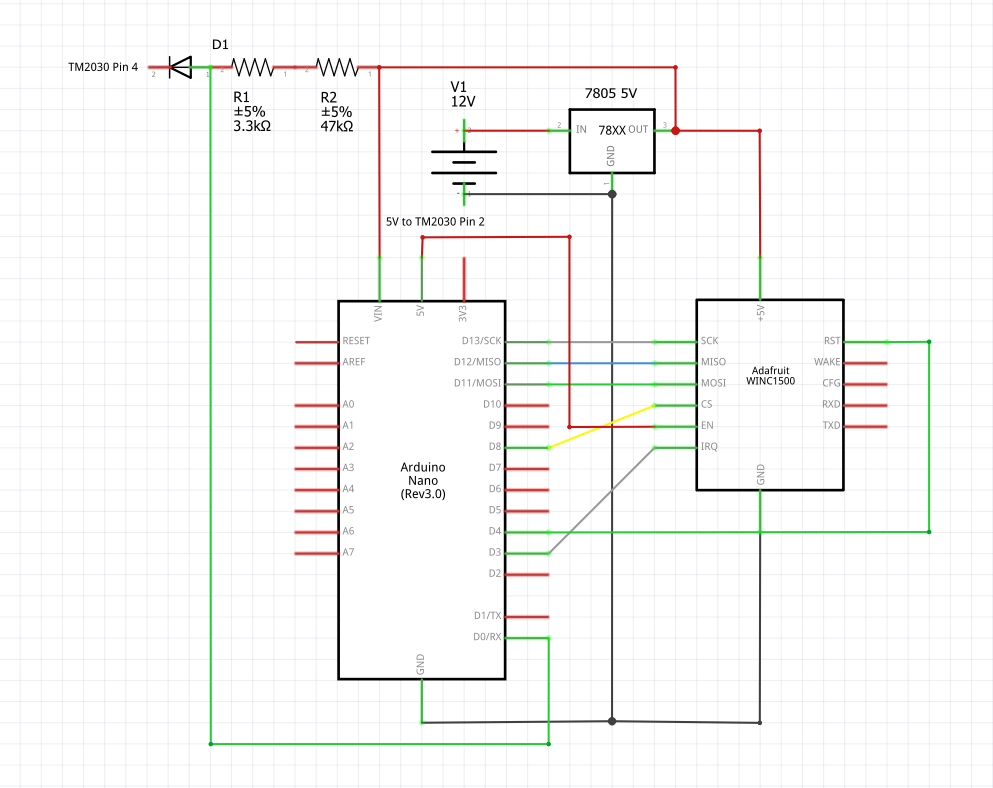 D1
TM2030 Pin 4
2
1
2
1
2
1
R1
±5%
3.3kΩ
R2
±5%
47kΩ
V1
12V
7805 5V
+
2
IN
78XX
OUT
3
GND
1
-
1
5V to TM2030 Pin 2
VIN
5V
3V3
+5V
RESET
AREF
A0
A1
A2
A3
A4
A5
A6
A7
Arduino
Nano
(Rev3.0)
D13/SCK
D12/MISO
D11/MOSI
D10
D9
D8
D7
D6
D5
D4
D3
D2
D1/TX
D0/RX
GND
SCK
MISO
MOSI
CS
EN
IRQ
Adafruit
WINC1500
RST
WAKE
CFG
RXD
TXD
GND